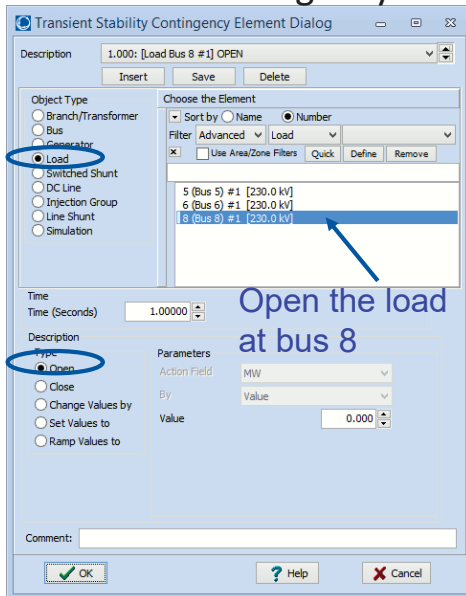 Transient Stability Contingency Element Dialog
Description 1.000: [Load Bus 8 #1] OPEN
Insert Save Delete
Object Type
Branch/Transformer
Bus
Generator
Load
Switched Shunt
DC Line
Injection Group
Line Shunt
Simulation
Choose the Element
Sort by Name Number
Filter Advanced Load
Use Area/Zone Filters Quick Define Remove
5 (Bus 5) #1 [230.0 kV]
6 (Bus 6) #1 [230.0 kV]
8 (Bus 8) #1 [230.0 kV]
Open the load
at bus 8
Time
Time (Seconds) 1.00000
Description
Type
Open
Close
Change Values by
Set Values to
Ramp Values to
Parameters
Action Field MW
By Value
Value 0.000
Comment:
OK ? Help Cancel